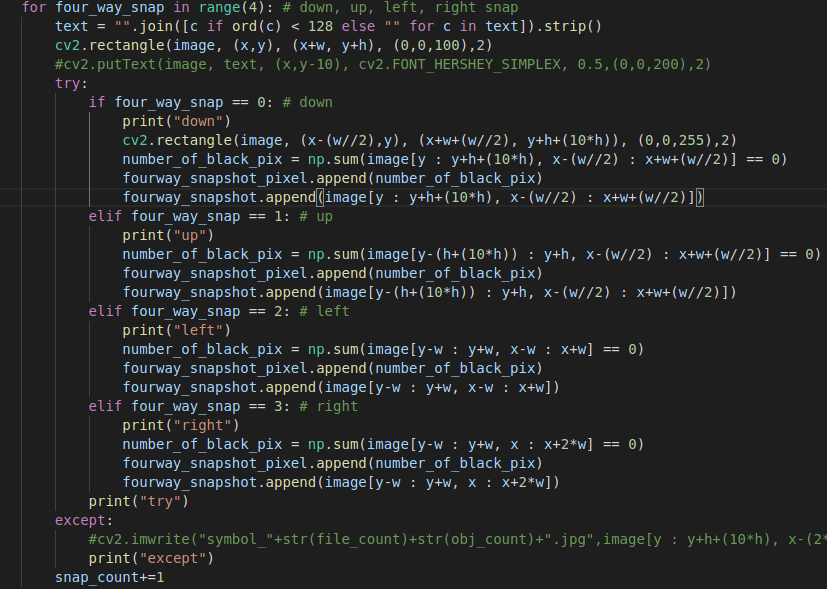 for four_way_snap in range(4): # down, up, left, right snap
    text = "".join([c if ord(c) < 128 else "" for c in text]).strip()
    cv2.rectangle(image, (x,y), (x+w, y+h), (0,0,100),2)
    #cv2.putText(image, text, (x,y-10), cv2.FONT_HERSHEY_SIMPLEX, 0.5,(0,0,200),2)
    try:
        if four_way_snap == 0: # down
            print("down")
            cv2.rectangle(image, (x-(w//2),y), (x+w+(w//2), y+h+(10*h)), (0,0,255),2)
            number_of_black_pix = np.sum(image[y : y+h+(10*h), x-(w//2) : x+w+(w//2)] == 0)
            fourway_snapshot_pixel.append(number_of_black_pix)
            fourway_snapshot.append(image[y : y+h+(10*h), x-(w//2) : x+w+(w//2)])
        elif four_way_snap == 1: # up
            print("up")
            number_of_black_pix = np.sum(image[y-(h+(10*h)) : y+h, x-(w//2) : x+w+(w//2)] == 0)
            fourway_snapshot_pixel.append(number_of_black_pix)
            fourway_snapshot.append(image[y-(h+(10*h)) : y+h, x-(w//2) : x+w+(w//2)])
        elif four_way_snap == 2: # left
            print("left")
            number_of_black_pix = np.sum(image[y-w : y+w, x-w : x+w] == 0)
            fourway_snapshot_pixel.append(number_of_black_pix)
            fourway_snapshot.append(image[y-w : y+w, x-w : x+w])
        elif four_way_snap == 3: # right
            print("right")
            number_of_black_pix = np.sum(image[y-w : y+w, x : x+2*w] == 0)
            fourway_snapshot_pixel.append(number_of_black_pix)
            fourway_snapshot.append(image[y-w : y+w, x : x+2*w])
        print("try")
    except:
        #cv2.imwrite("symbol_"+str(file_count)+str(obj_count)+".jpg",image[y : y+h+(10*h), x-(2*
        print("except")
    snap_count+=1